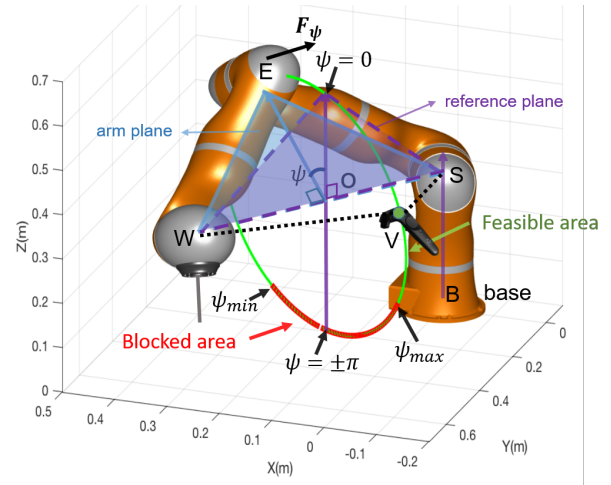 F_ψ
E
ψ = 0
reference plane
arm plane
ψ
O
S
W
V
Feasible area
B
base
ψ_min
Blocked area
ψ = ±π
ψ_max
Z(m)
0.7
0.6
0.5
0.4
0.3
0.2
0.1
0
0.5
0.4
0.3
0.2
0.1
0
-0.1
-0.2
X(m)
0
0.2
0.4
0.6
Y(m)